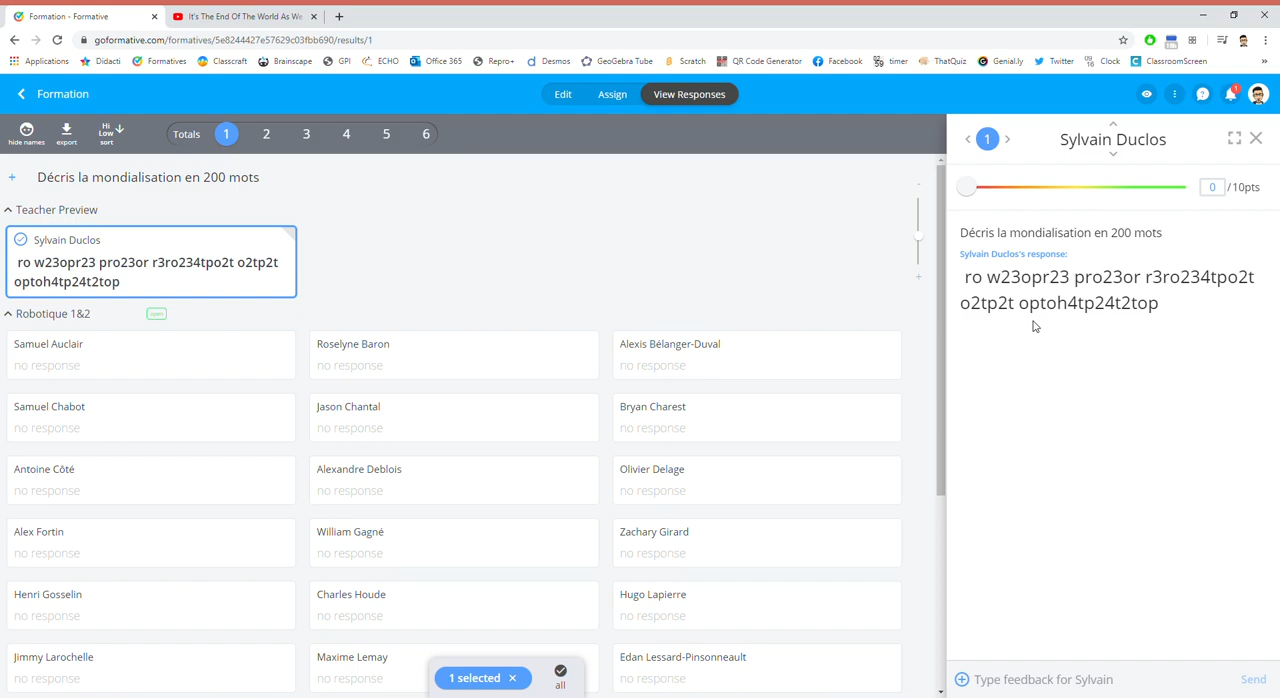 Formation - Formative
It's The End Of The World As We
goformative.com/formatives/5e8244427e57629c03fbb690/results/1
Applications Didacti Formatives Classcraft Brainscape GPI ECHO Office 365 Repro+ Desmos GeoGebra Tube Scratch QR Code Generator Facebook timer ThatQuiz Genial.ly Twitter Clock ClassroomScreen »
Formation
Edit Assign View Responses
1
hide names
export
Hi
Low
sort
Totals 1 2 3 4 5 6
1 Sylvain Duclos
+ Décris la mondialisation en 200 mots
0 /10pts
Teacher Preview
Sylvain Duclos
ro w23opr23 pro23or r3ro234tpo2t o2tp2t
optoh4tp24t2top
Décris la mondialisation en 200 mots
Sylvain Duclos's response:
ro w23opr23 pro23or r3ro234tpo2t
o2tp2t optoh4tp24t2top
Robotique 1&2 open
Samuel Auclair
no response
Roselyne Baron
no response
Alexis Bélanger-Duval
no response
Samuel Chabot
no response
Jason Chantal
no response
Bryan Charest
no response
Antoine Côté
no response
Alexandre Deblois
no response
Olivier Delage
no response
Alex Fortin
no response
William Gagné
no response
Zachary Girard
no response
Henri Gosselin
no response
Charles Houde
no response
Hugo Lapierre
no response
Jimmy Larochelle
no response
Maxime Lemay
no response
Edan Lessard-Pinsonneault
no response
1 selected ×
all
Type feedback for Sylvain
Send